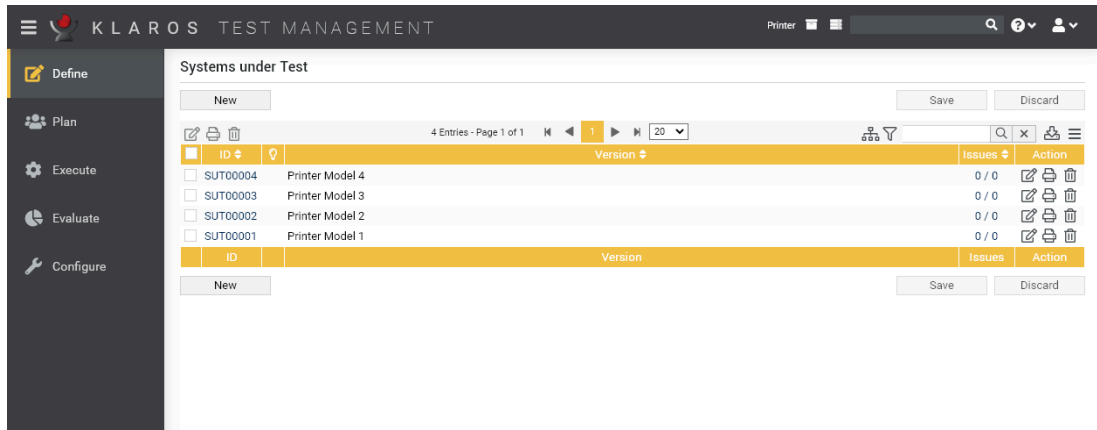 KLAROS TEST MANAGEMENT Printer
Define
Plan
Execute
Evaluate
Configure
Systems under Test
New Save Discard
4 Entries - Page 1 of 1 1 20
ID Version Issues Action
SUT00004 Printer Model 4 0 / 0
SUT00003 Printer Model 3 0 / 0
SUT00002 Printer Model 2 0 / 0
SUT00001 Printer Model 1 0 / 0
ID Version Issues Action
New Save Discard